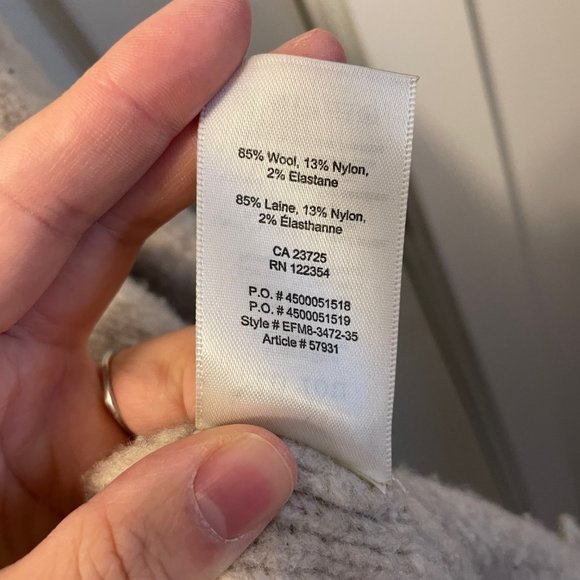 85% Wool, 13% Nylon,
2% Elastane
85% Laine, 13% Nylon,
2% Élasthanne
CA 23725
RN 122354
P.O. # 4500051518
P.O. # 4500051519
Style # EFM8-3472-35
Article # 57931